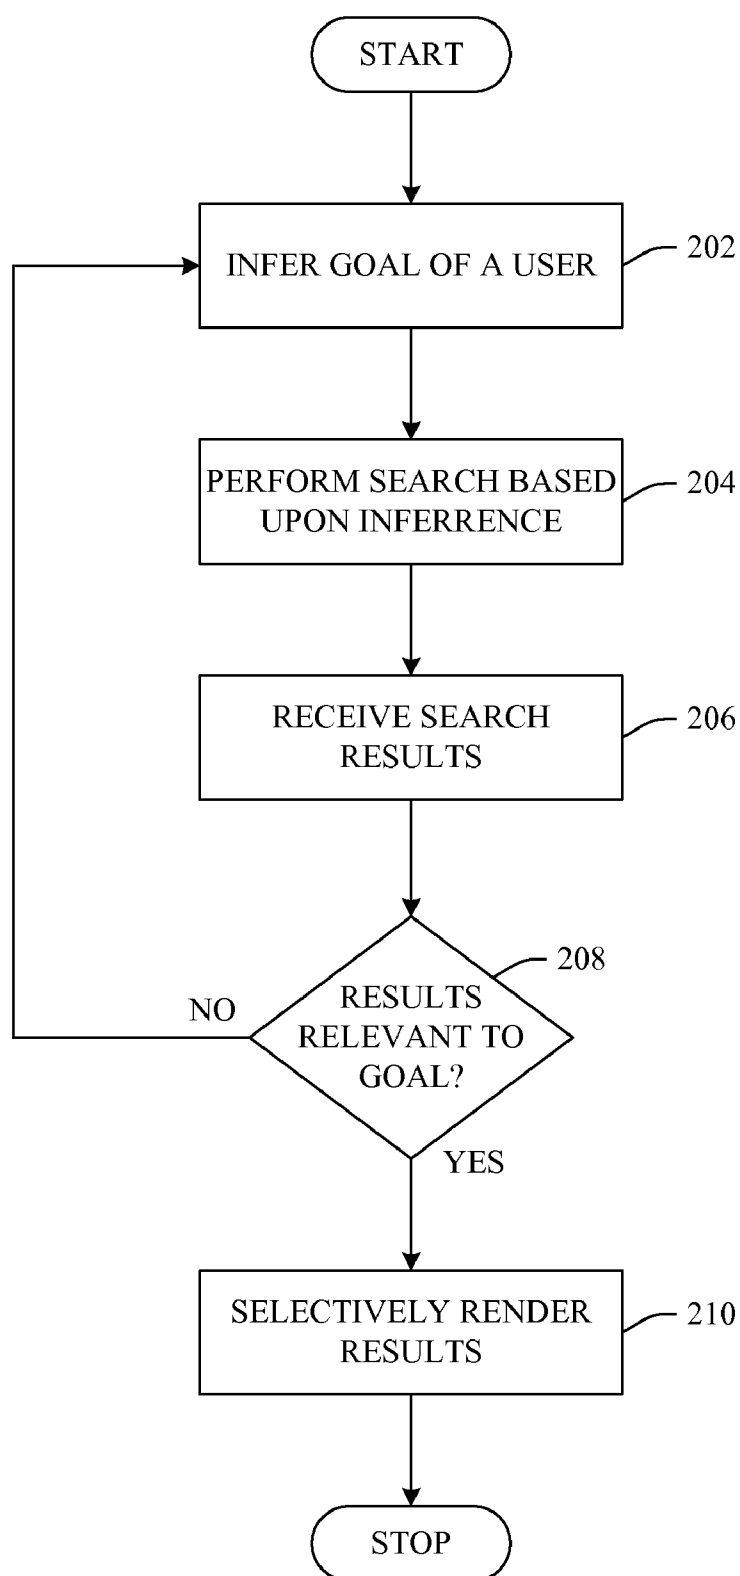 START
INFER GOAL OF A USER
202
PERFORM SEARCH BASED
UPON INFERRENCE
204
RECEIVE SEARCH
RESULTS
206
208
RESULTS
RELEVANT TO
GOAL?
NO
YES
SELECTIVELY RENDER
RESULTS
210
STOP